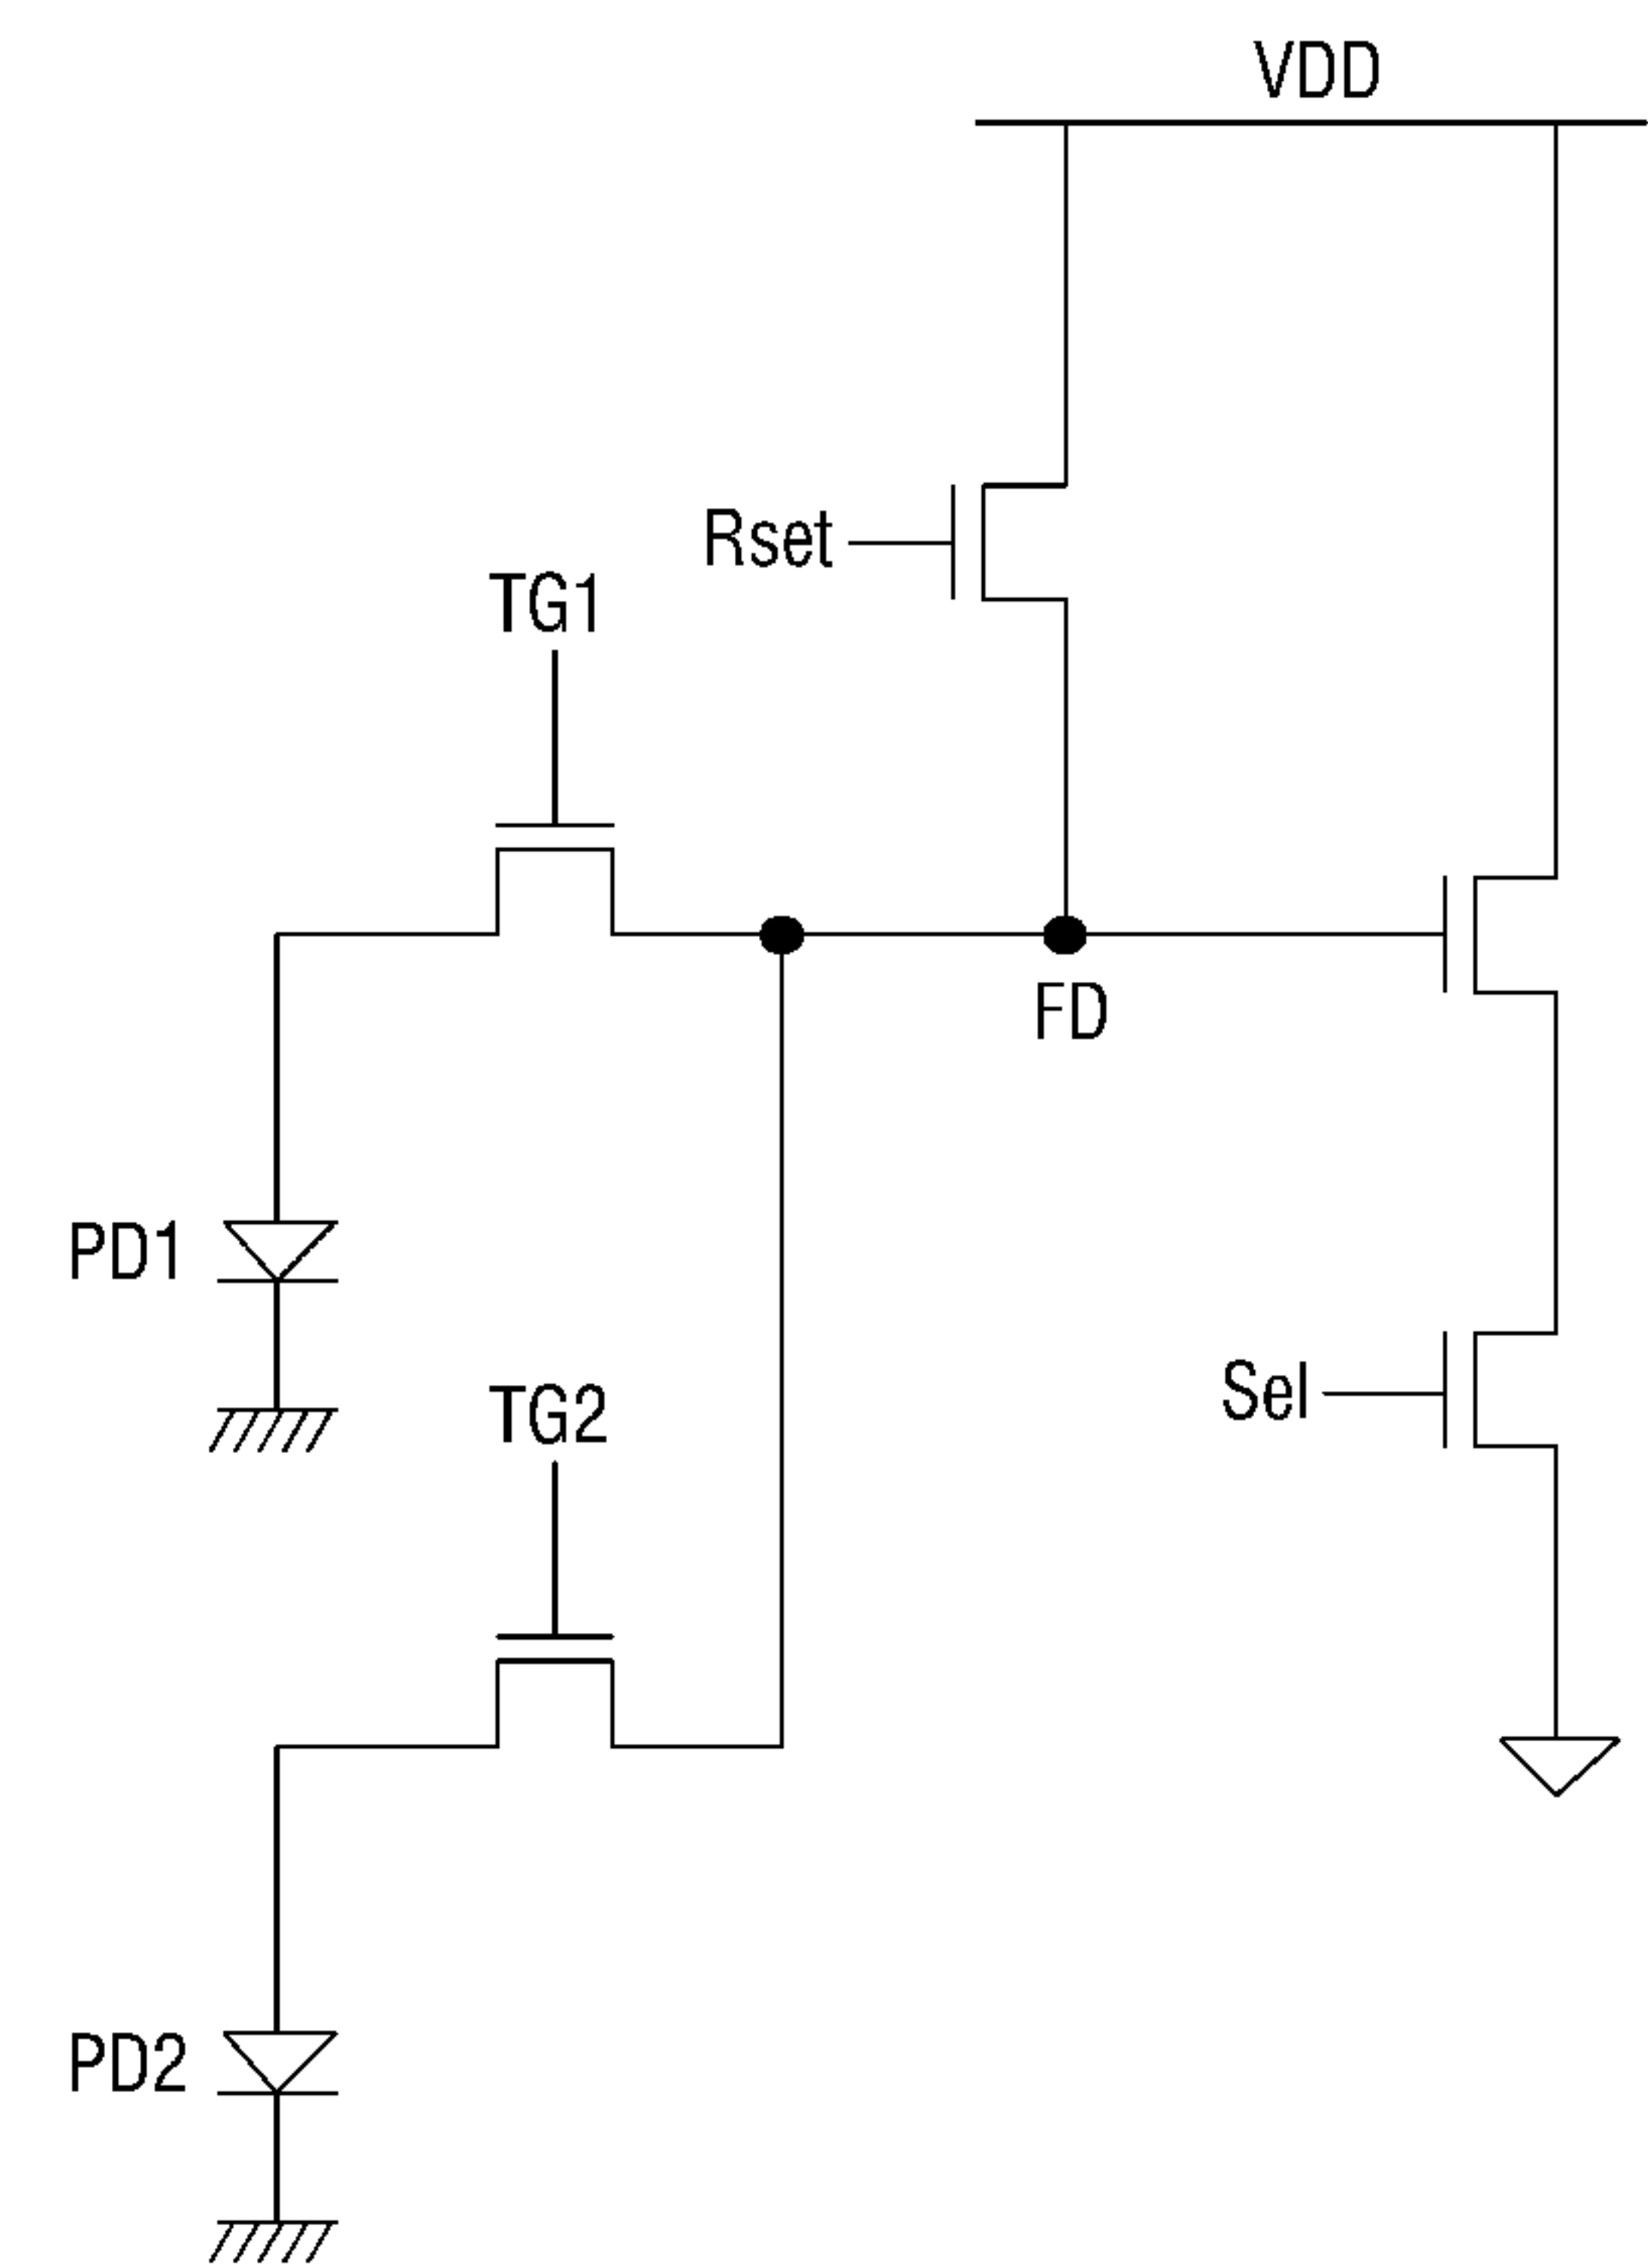 VDD
Rset
TG1
FD
PD1
Sel
TG2
PD2